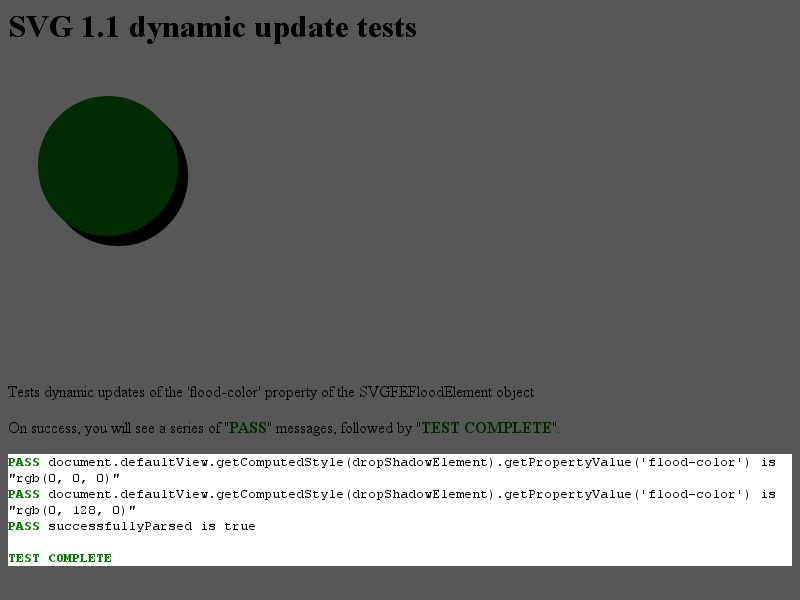 SVG 1.1 dynamic update tests
Tests dynamic updates of the 'flood-color' property of the SVGFEFloodElement object
On success, you will see a series of "PASS" messages, followed by "TEST COMPLETE".
PASS document.defaultView.getComputedStyle(dropShadowElement).getPropertyValue('flood-color') is
"rgb(0, 0, 0)"
PASS document.defaultView.getComputedStyle(dropShadowElement).getPropertyValue('flood-color') is
"rgb(0, 128, 0)"
PASS successfullyParsed is true
TEST COMPLETE